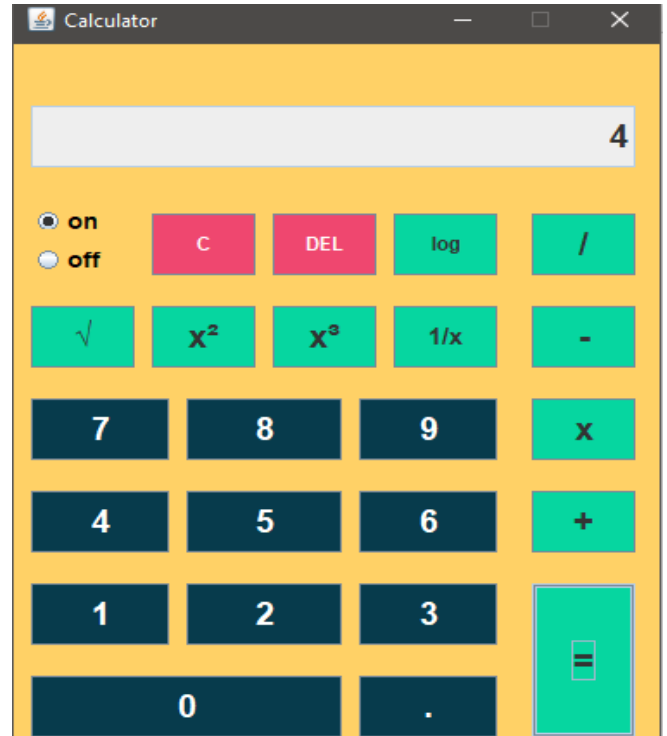 Calculator
4
on
off
C DEL log /
√ x² x³ 1/x -
7 8 9 x
4 5 6 +
1 2 3
=
0 .